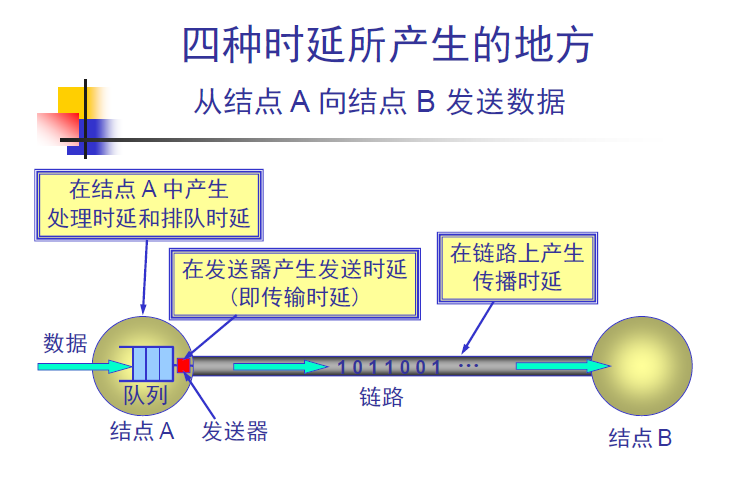 四种时延所产生的地方
从结点 A 向结点 B 发送数据
在结点 A 中产生
处理时延和排队时延
在发送器产生发送时延
（即传输时延）
在链路上产生
传播时延
数据
1 0 1 1 0 0 1 …
队列
链路
结点 A
发送器
结点 B